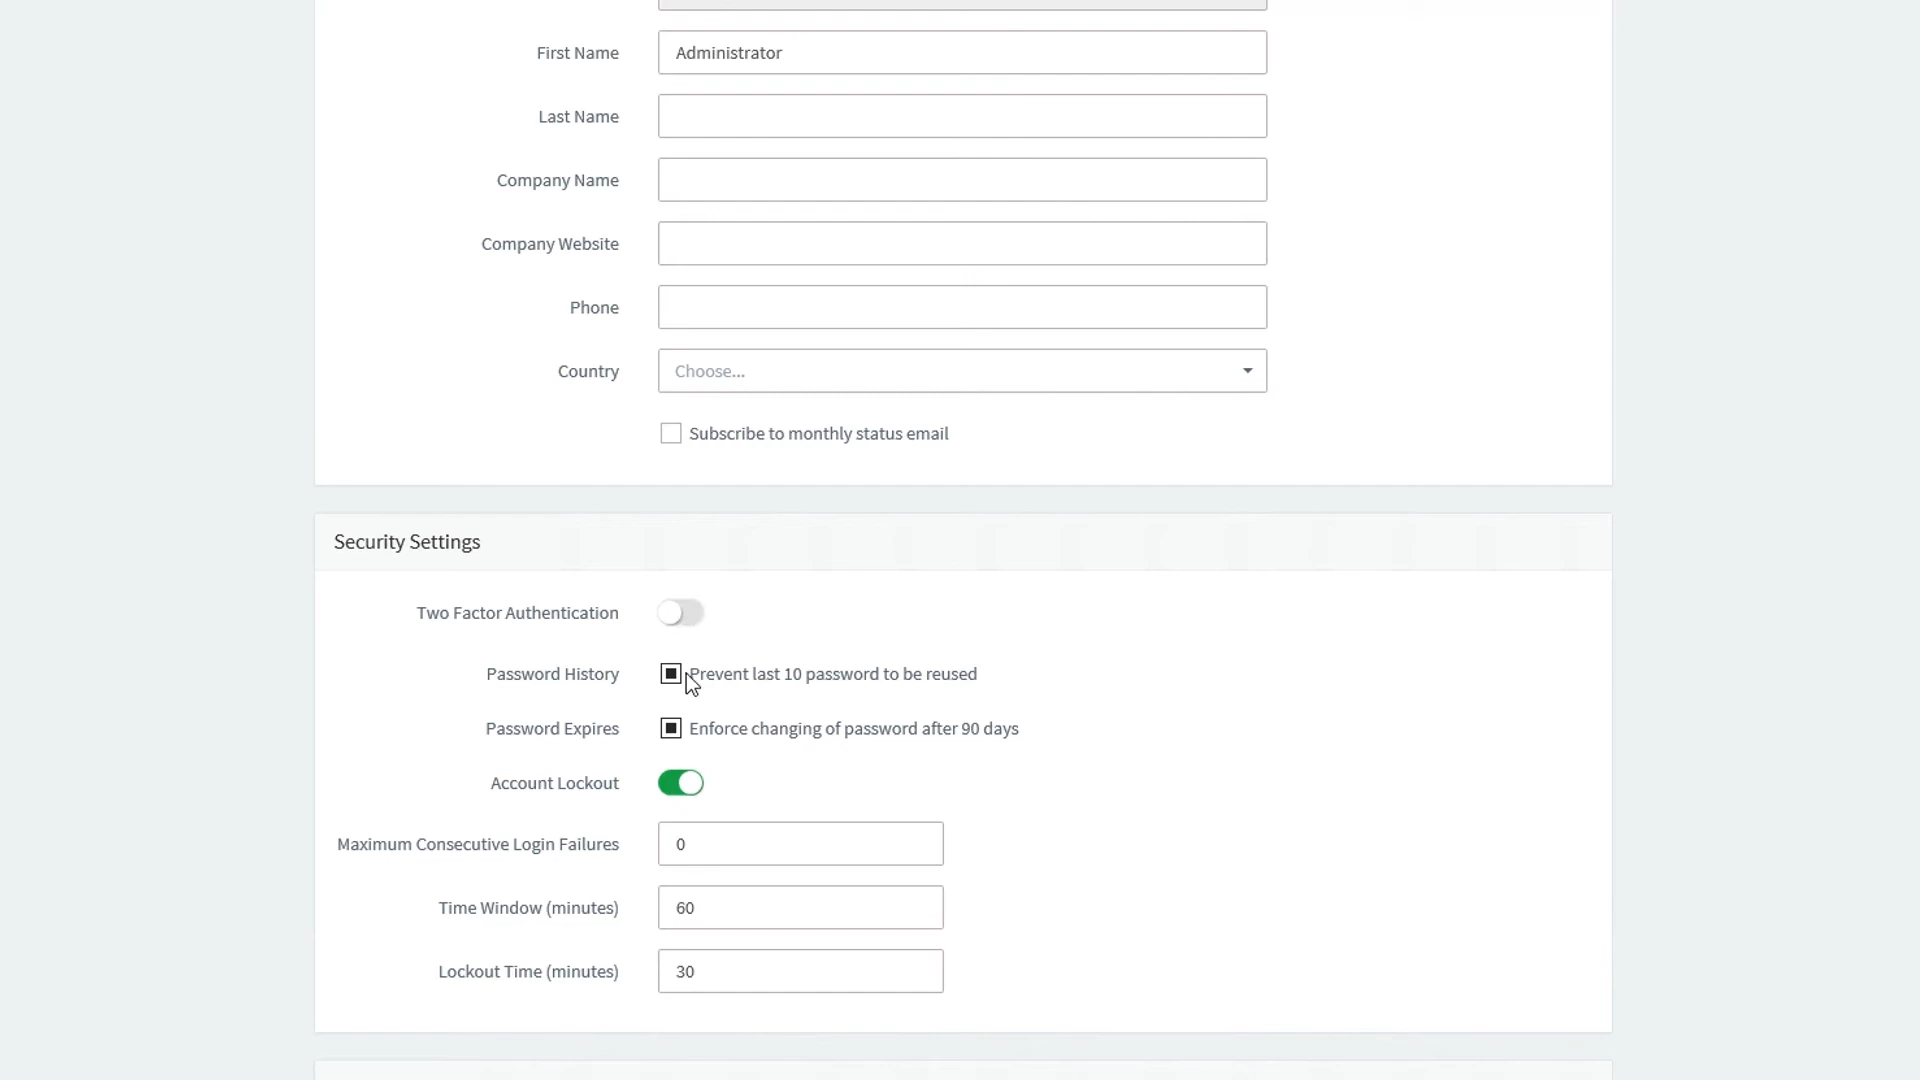 First Name
Administrator
Last Name
Company Name
Company Website
Phone
Country
Choose...
Subscribe to monthly status email
Security Settings
Two Factor Authentication
Password History
Prevent last 10 password to be reused
Password Expires
Enforce changing of password after 90 days
Account Lockout
Maximum Consecutive Login Failures
0
Time Window (minutes)
60
Lockout Time (minutes)
30